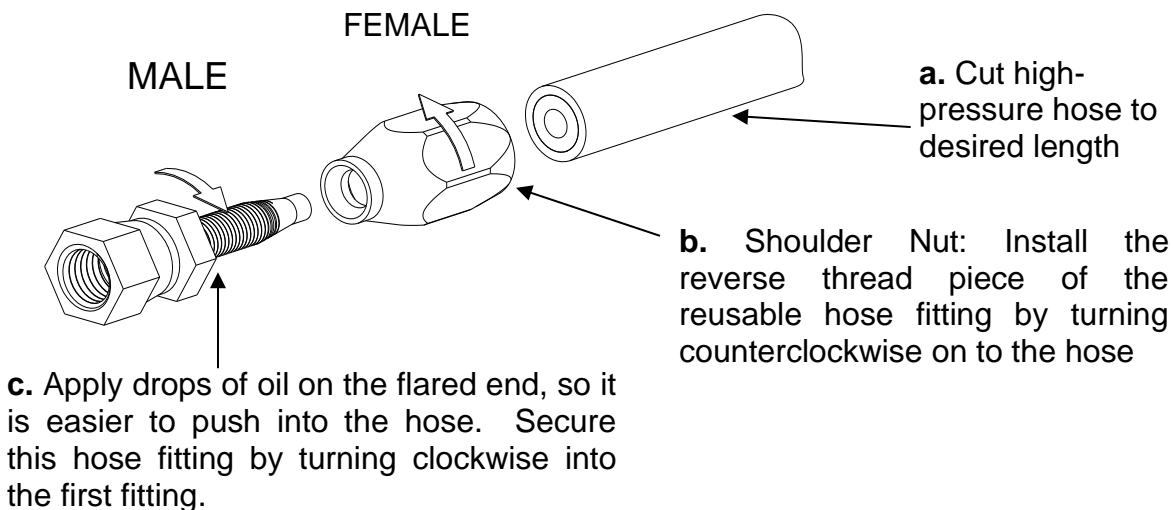 FEMALE
MALE
a. Cut high-
pressure hose to
desired length
b. Shoulder Nut: Install the
reverse thread piece of the
reusable hose fitting by turning
counterclockwise on to the hose
c. Apply drops of oil on the flared end, so it
is easier to push into the hose. Secure
this hose fitting by turning clockwise into
the first fitting.